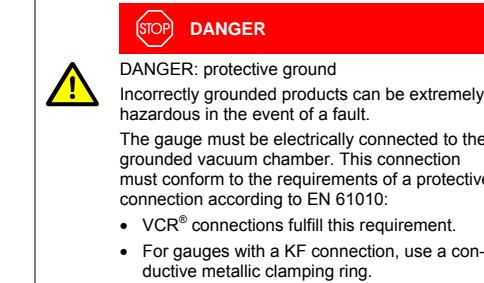 STOP DANGER
DANGER: protective ground
Incorrectly grounded products can be extremely
hazardous in the event of a fault.
The gauge must be electrically connected to the
grounded vacuum chamber. This connection
must conform to the requirements of a protective
connection according to EN 61010:
• VCR® connections fulfill this requirement.
• For gauges with a KF connection, use a con-
ductive metallic clamping ring.